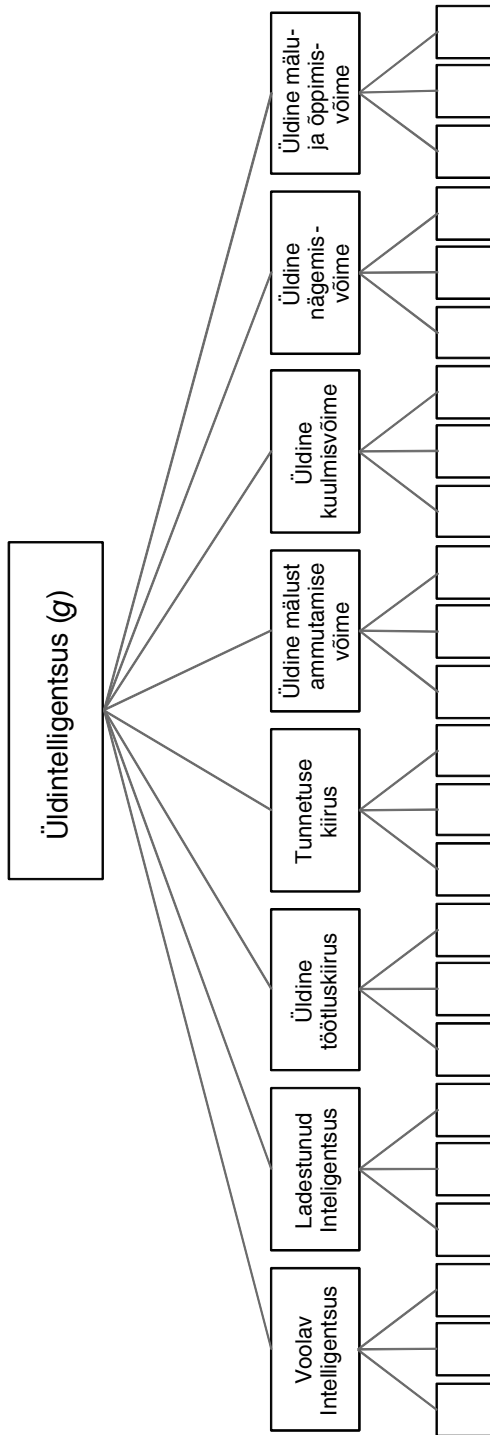 Üldintelligentsus (g)
Voolav
Intelligentsus
Ladestunud
Inteligentsus
Üldine
töötluskiirus
Tunnetuse
kiirus
Üldine mälust
ammutamise
võime
Üldine
kuulmisvõime
Üldine
nägemis-
võime
Üldine mälu-
ja õppimis-
võime